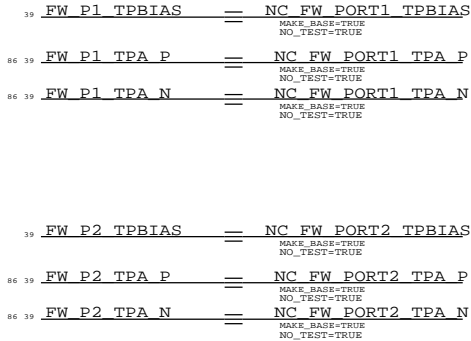 39 FW_P1_TPBIAS NC_FW_PORT1_TPBIAS
MAKE_BASE=TRUE
NO_TEST=TRUE
86 39 FW_P1_TPA_P NC_FW_PORT1_TPA_P
MAKE_BASE=TRUE
NO_TEST=TRUE
86 39 FW_P1_TPA_N NC_FW_PORT1_TPA_N
MAKE_BASE=TRUE
NO_TEST=TRUE
39 FW_P2_TPBIAS NC_FW_PORT2_TPBIAS
MAKE_BASE=TRUE
NO_TEST=TRUE
86 39 FW_P2_TPA_P NC_FW_PORT2_TPA_P
MAKE_BASE=TRUE
NO_TEST=TRUE
86 39 FW_P2_TPA_N NC_FW_PORT2_TPA_N
MAKE_BASE=TRUE
NO_TEST=TRUE